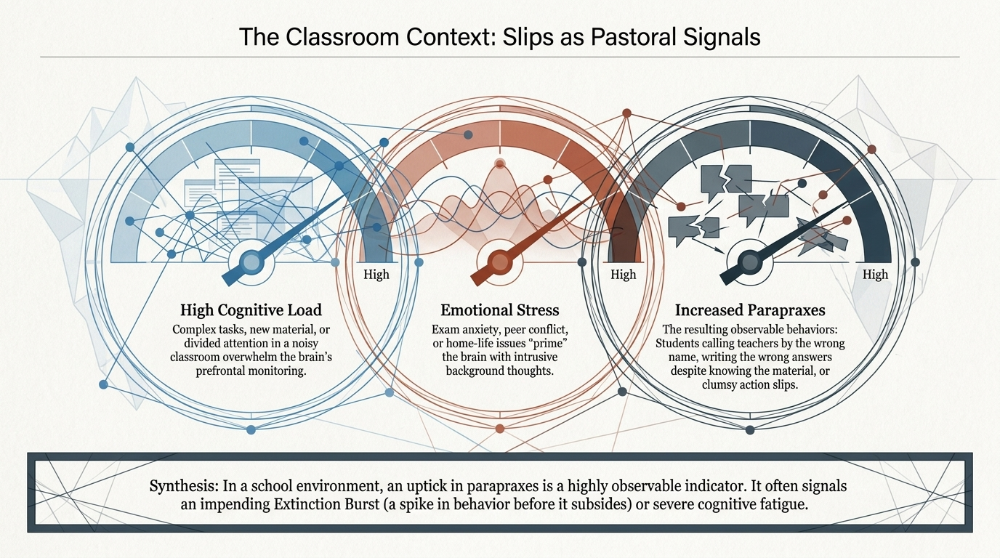 The Classroom Context: Slips as Pastoral Signals
High
High
High
High Cognitive Load
Complex tasks, new material, or
divided attention in a noisy
classroom overwhelm the brain's
prefrontal monitoring.
Emotional Stress
Exam anxiety, peer conflict,
or home-life issues "prime"
the brain with intrusive
background thoughts.
Increased Parapraxes
The resulting observable behaviors:
Students calling teachers by the wrong
name, writing the wrong answers
despite knowing the material, or
clumsy action slips.
Synthesis: In a school environment, an uptick in parapraxes is a highly observable indicator. It often signals
an impending Extinction Burst (a spike in behavior before it subsides) or severe cognitive fatigue.